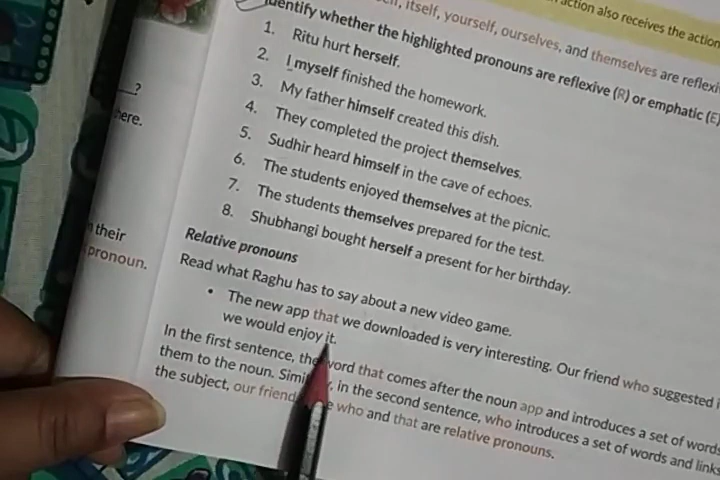 action also receives the action
itself, yourself, ourselves, and themselves are
Identify whether the highlighted pronouns are reflexive (R) or emphatic (E)
1. Ritu hurt herself.
2. I myself finished the homework.
3. My father himself created this dish.
4. They completed the project themselves.
5. Sudhir heard himself in the cave of echoes.
6. The students enjoyed themselves at the picnic.
7. The students themselves prepared for the test.
8. Shubhangi bought herself a present for her birthday.
?
here.
their
pronoun.
Relative pronouns
Read what Raghu has to say about a new video game.
• The new app that we downloaded is very interesting. Our friend who suggested
we would enjoy it.
In the first sentence, the word that comes after the noun app and introduces a set of words
them to the noun. in the second sentence, who introduces a set of words and links
the subject, our friend who and that are relative pronouns.